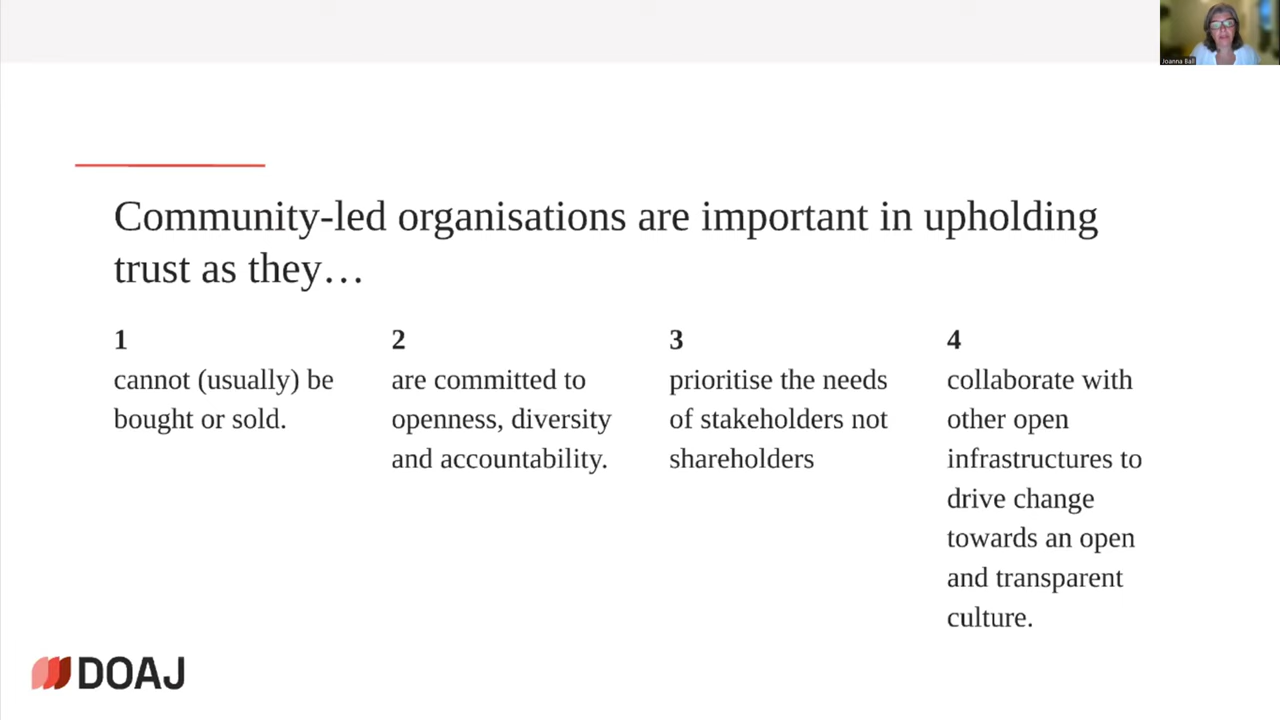 Joanna Ball
Community-led organisations are important in upholding
trust as they…
1
cannot (usually) be
bought or sold.
2
are committed to
openness, diversity
and accountability.
3
prioritise the needs
of stakeholders not
shareholders
4
collaborate with
other open
infrastructures to
drive change
towards an open
and transparent
culture.
DOAJ